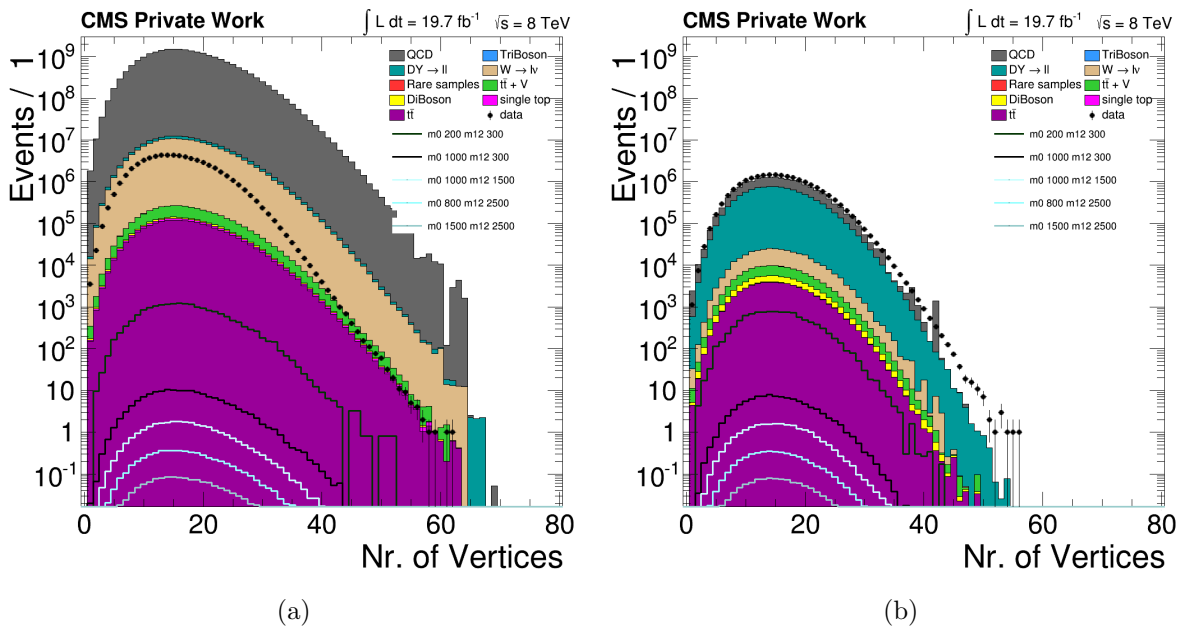 CMS Private Work
∫ L dt = 19.7 fb⁻¹ √s = 8 TeV
Events / 1
10⁹
10⁸
10⁷
10⁶
10⁵
10⁴
10³
10²
10
1
10⁻¹
QCD
TriBoson
DY → ll
W → lν
Rare samples
tt̄ + V
DiBoson
single top
tt̄
data
m0 200 m12 300
m0 1000 m12 300
m0 1000 m12 1500
m0 800 m12 2500
m0 1500 m12 2500
0 20 40 60 80
Nr. of Vertices
(a)
CMS Private Work
∫ L dt = 19.7 fb⁻¹ √s = 8 TeV
Events / 1
10⁹
10⁸
10⁷
10⁶
10⁵
10⁴
10³
10²
10
1
10⁻¹
QCD
TriBoson
DY → ll
W → lν
Rare samples
tt̄ + V
DiBoson
single top
tt̄
data
m0 200 m12 300
m0 1000 m12 300
m0 1000 m12 1500
m0 800 m12 2500
m0 1500 m12 2500
0 20 40 60 80
Nr. of Vertices
(b)